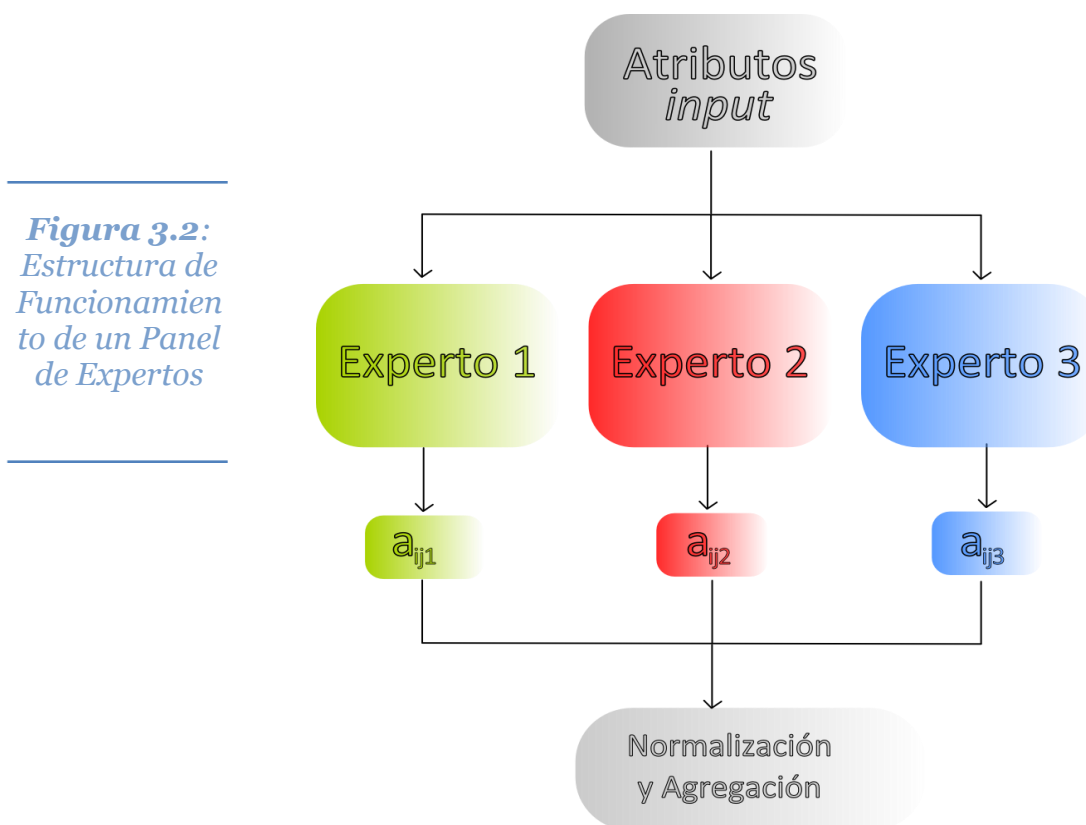 Atributos
input
Figura 3.2:
Estructura de
Funcionamien
to de un Panel
de Expertos
Experto 1
Experto 2
Experto 3
aij1
aij2
aij3
Normalización
y Agregación